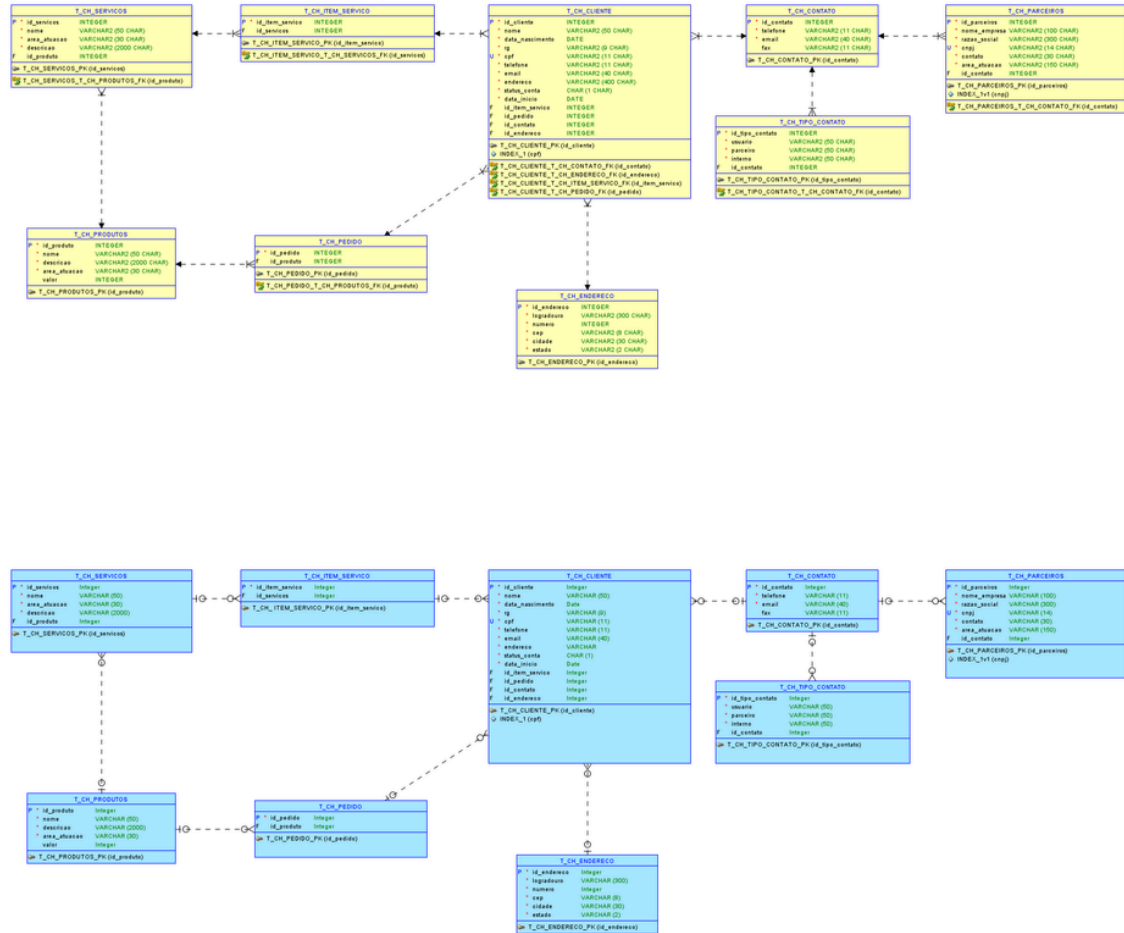 T_CH_SERVICOS
P * id_servicos INTEGER
* nome VARCHAR2 (50 CHAR)
* area_atuacao VARCHAR2 (30 CHAR)
* descricao VARCHAR2 (2000 CHAR)
F id_produto INTEGER
T_CH_SERVICOS_PK (id_servicos)
T_CH_SERVICOS_T_CH_PRODUTOS_FK (id_produto)
T_CH_ITEM_SERVICO
P * id_item_servico INTEGER
F id_servicos INTEGER
T_CH_ITEM_SERVICO_PK (id_item_servico)
T_CH_ITEM_SERVICO_T_CH_SERVICOS_FK (id_servicos)
T_CH_CLIENTE
P * id_cliente INTEGER
* nome VARCHAR2 (50 CHAR)
* data_nascimento DATE
* rg VARCHAR2 (9 CHAR)
U * cpf VARCHAR2 (11 CHAR)
* telefone VARCHAR2 (11 CHAR)
* email VARCHAR2 (40 CHAR)
* endereco VARCHAR2 (400 CHAR)
* status_conta CHAR (1 CHAR)
* data_inicio DATE
F id_item_servico INTEGER
F id_pedido INTEGER
F id_contato INTEGER
F id_endereco INTEGER
T_CH_CLIENTE_PK (id_cliente)
INDEX_1 (cpf)
T_CH_CLIENTE_T_CH_CONTATO_FK (id_contato)
T_CH_CLIENTE_T_CH_ENDERECO_FK (id_endereco)
T_CH_CLIENTE_T_CH_ITEM_SERVICO_FK (id_item_servico)
T_CH_CLIENTE_T_CH_PEDIDO_FK (id_pedido)
T_CH_CONTATO
P * id_contato INTEGER
* telefone VARCHAR2 (11 CHAR)
* email VARCHAR2 (40 CHAR)
fax VARCHAR2 (11 CHAR)
T_CH_CONTATO_PK (id_contato)
T_CH_PARCEIROS
P * id_parceiros INTEGER
* nome_empresa VARCHAR2 (100 CHAR)
* razao_social VARCHAR2 (300 CHAR)
U * cnpj VARCHAR2 (14 CHAR)
* contato VARCHAR2 (30 CHAR)
* area_atuacao VARCHAR2 (150 CHAR)
F id_contato INTEGER
T_CH_PARCEIROS_PK (id_parceiros)
INDEX_1v1 (cnpj)
T_CH_PARCEIROS_T_CH_CONTATO_FK (id_contato)
T_CH_TIPO_CONTATO
P * id_tipo_contato INTEGER
* usuario VARCHAR2 (50 CHAR)
* parceiro VARCHAR2 (50 CHAR)
* interno VARCHAR2 (50 CHAR)
F id_contato INTEGER
T_CH_TIPO_CONTATO_PK (id_tipo_contato)
T_CH_TIPO_CONTATO_T_CH_CONTATO_FK (id_contato)
T_CH_PRODUTOS
P * id_produto INTEGER
* nome VARCHAR2 (50 CHAR)
* descricao VARCHAR2 (2000 CHAR)
* area_atuacao VARCHAR2 (30 CHAR)
valor INTEGER
T_CH_PRODUTOS_PK (id_produto)
T_CH_PEDIDO
P * id_pedido INTEGER
F * id_produto INTEGER
T_CH_PEDIDO_PK (id_pedido)
T_CH_PEDIDO_T_CH_PRODUTOS_FK (id_produto)
T_CH_ENDERECO
P * id_endereco INTEGER
* logradouro VARCHAR2 (300 CHAR)
* numero INTEGER
* cep VARCHAR2 (8 CHAR)
* cidade VARCHAR2 (30 CHAR)
* estado VARCHAR2 (2 CHAR)
T_CH_ENDERECO_PK (id_endereco)
T_CH_SERVICOS
P * id_servicos Integer
* nome VARCHAR (50)
* area_atuacao VARCHAR (30)
* descricao VARCHAR (2000)
F id_produto Integer
T_CH_SERVICOS_PK (id_servicos)
T_CH_ITEM_SERVICO
P * id_item_servico Integer
F id_servicos Integer
T_CH_ ITEM_SERVICO_PK (id_item_servico)
T_CH_CLIENTE
P * id_cliente Integer
* nome VARCHAR (50)
* data_nascimento Date
* rg VARCHAR (9)
U * cpf VARCHAR (11)
* telefone VARCHAR (11)
* email VARCHAR (40)
* endereco VARCHAR
* status_conta CHAR (1)
* data_inicio Date
F id_item_servico Integer
F id_pedido Integer
F id_contato Integer
F id_endereco Integer
T_CH_CLIENTE_PK (id_cliente)
INDEX_1 (cpf)
T_CH_CONTATO
P * id_contato Integer
* telefone VARCHAR (11)
* email VARCHAR (40)
fax VARCHAR (11)
T_CH_CONTATO_PK (id_contato)
T_CH_PARCEIROS
P * id_parceiros Integer
* nome_empresa VARCHAR (100)
* razao_social VARCHAR (300)
U * cnpj VARCHAR (14)
* contato VARCHAR (30)
* area_atuacao VARCHAR (150)
F id_contato Integer
T_CH_PARCEIROS_PK (id_parceiros)
INDEX_1v1 (cnpj)
T_CH_TIPO_CONTATO
P * id_tipo_contato Integer
* usuario VARCHAR (50)
* parceiro VARCHAR (50)
* interno VARCHAR (50)
F id_contato Integer
T_CH_TIPO_CONTATO_PK (id_tipo_contato)
T_CH_PRODUTOS
P * id_produto Integer
* nome VARCHAR (50)
* descricao VARCHAR (2000)
* area_atuacao VARCHAR (30)
valor Integer
T_CH_PRODUTOS_PK (id_produto)
T_CH_PEDIDO
P * id_pedido Integer
F * id_produto Integer
T_CH_PEDIDO_PK (id_pedido)
T_CH_ENDERECO
P * id_endereco Integer
* logradouro VARCHAR (300)
* numero Integer
* cep VARCHAR (8)
* cidade VARCHAR (30)
* estado VARCHAR (2)
T_CH_ENDERECO_PK (id_endereco)